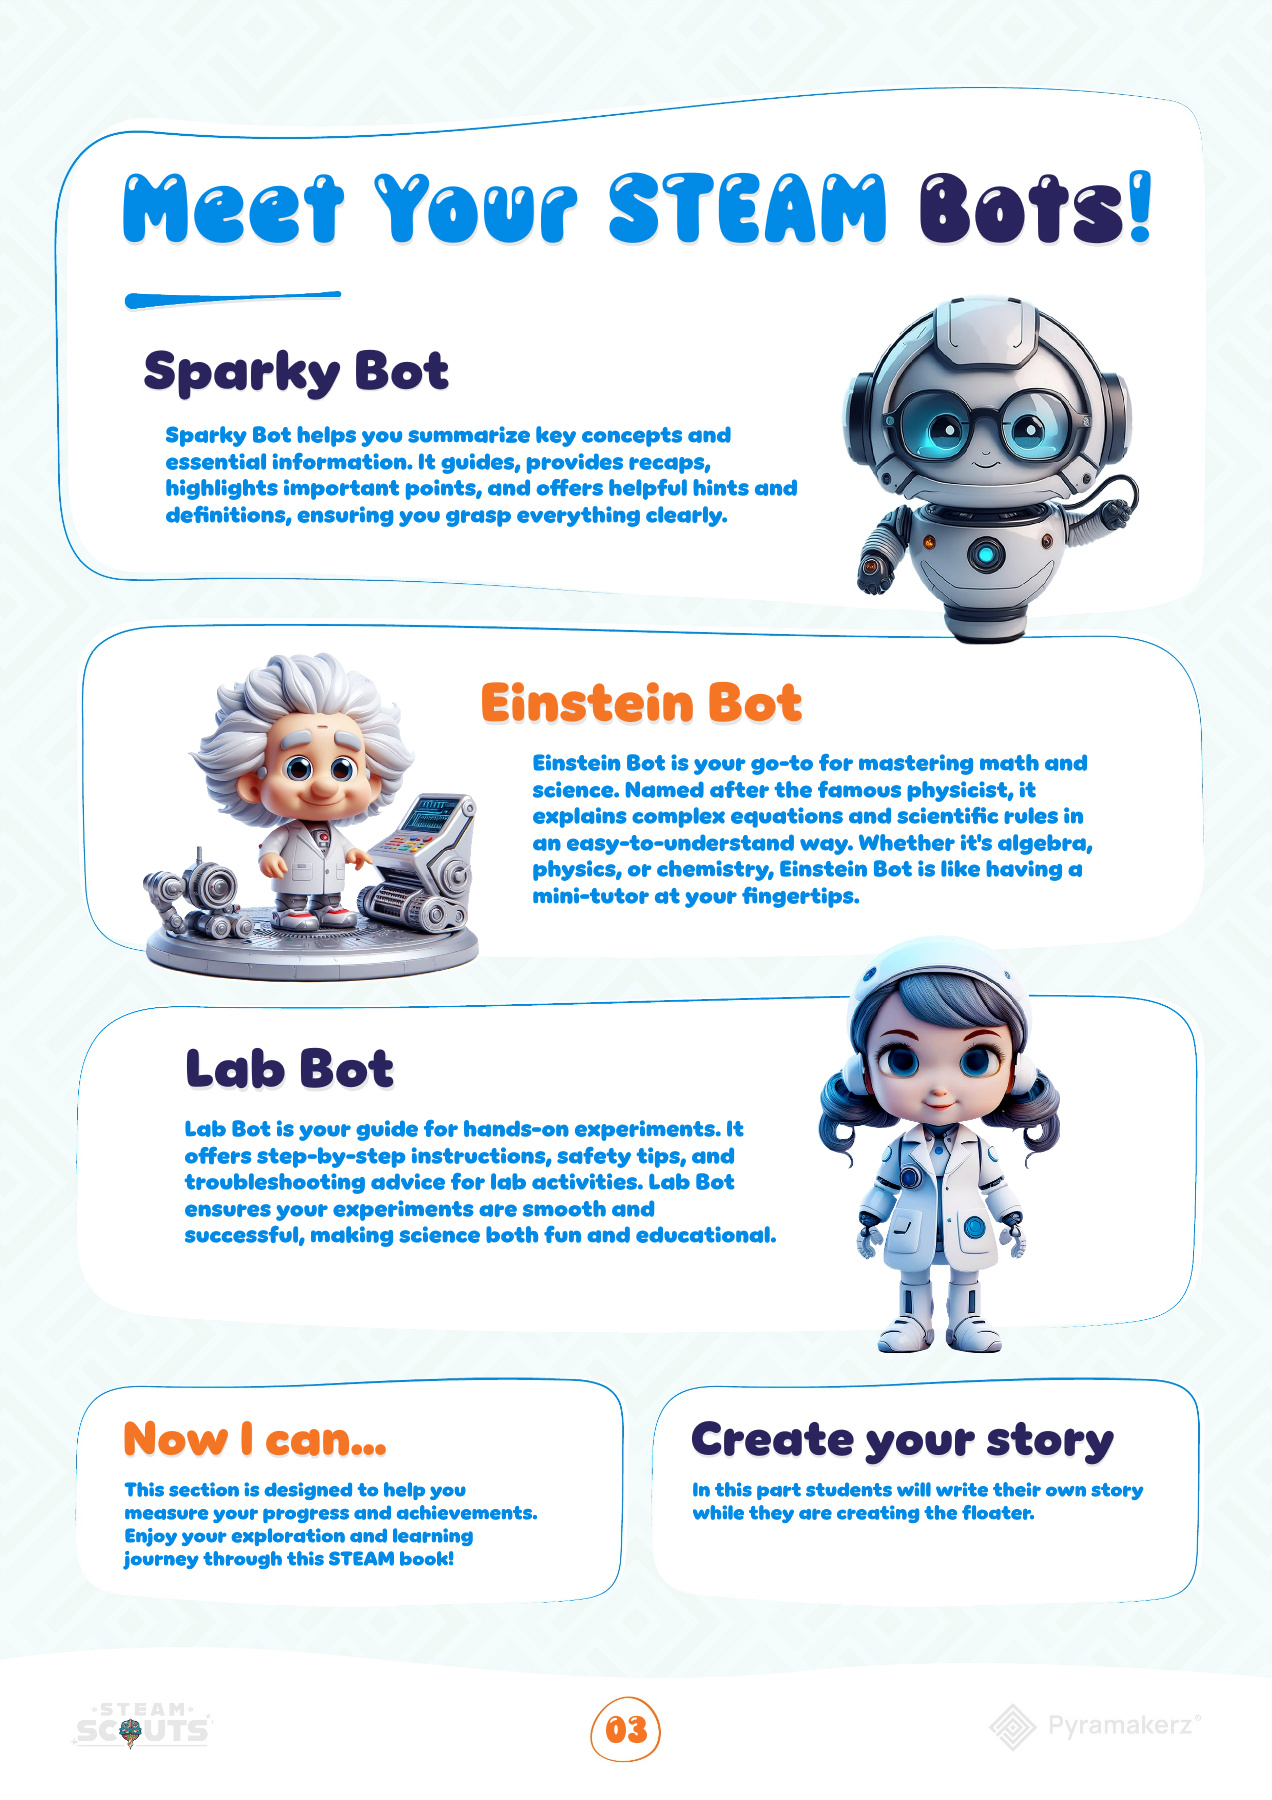 Meet Your STEAM Bots!
Sparky Bot
Sparky Bot helps you summarize key concepts and
essential information. It guides, provides recaps,
highlights important points, and offers helpful hints and
definitions, ensuring you grasp everything clearly.
Einstein Bot
Einstein Bot is your go-to for mastering math and
science. Named after the famous physicist, it
explains complex equations and scientific rules in
an easy-to-understand way. Whether it's algebra,
physics, or chemistry, Einstein Bot is like having a
mini-tutor at your fingertips.
Lab Bot
Lab Bot is your guide for hands-on experiments. It
offers step-by-step instructions, safety tips, and
troubleshooting advice for lab activities. Lab Bot
ensures your experiments are smooth and
successful, making science both fun and educational.
Now I can...
This section is designed to help you
measure your progress and achievements.
Enjoy your exploration and learning
journey through this STEAM book!
Create your story
In this part students will write their own story
while they are creating the floater.
STEAM
SCOUTS
03
Pyramakerz